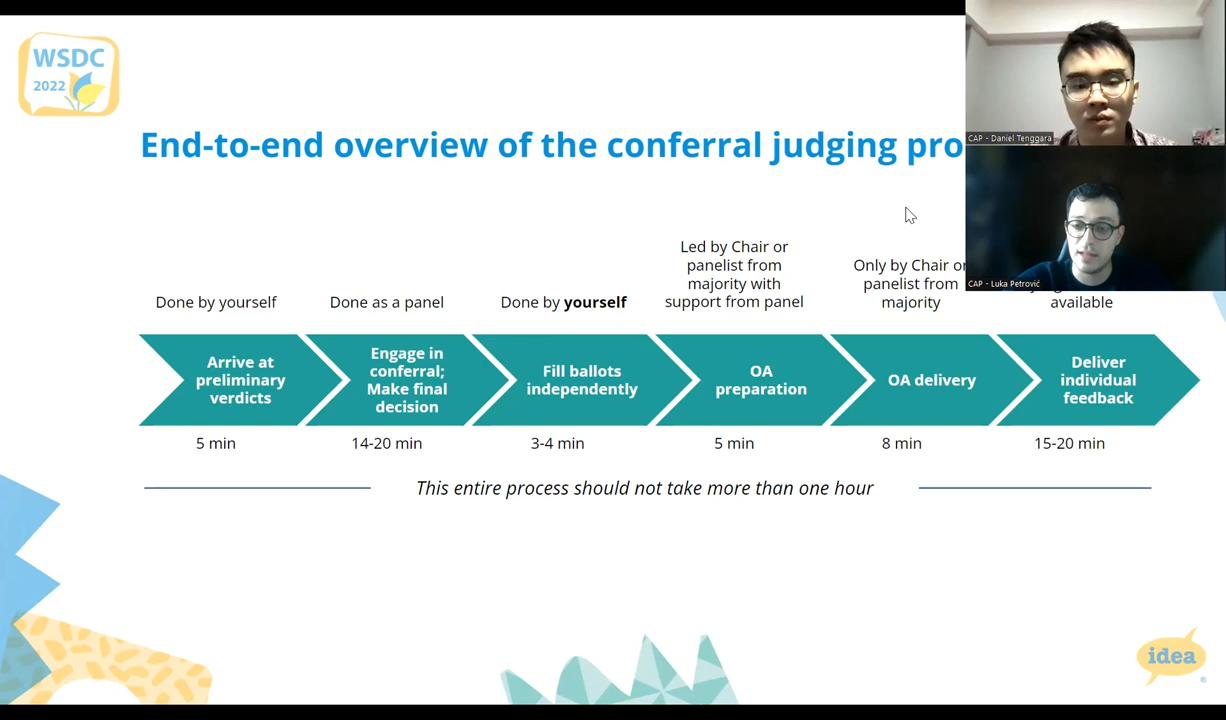 WSDC
2022
End-to-end overview of the conferral judging pro
CAP - Daniel Tenggara
CAP - Luka Petrović
Done by yourself
Done as a panel
Done by yourself
Led by Chair or
panelist from
majority with
support from panel
Only by Chair or
panelist from
majority
available
Arrive at
preliminary
verdicts
Engage in
conferral;
Make final
decision
Fill ballots
independently
OA
preparation
OA delivery
Deliver
individual
feedback
5 min
14-20 min
3-4 min
5 min
8 min
15-20 min
This entire process should not take more than one hour
idea
®